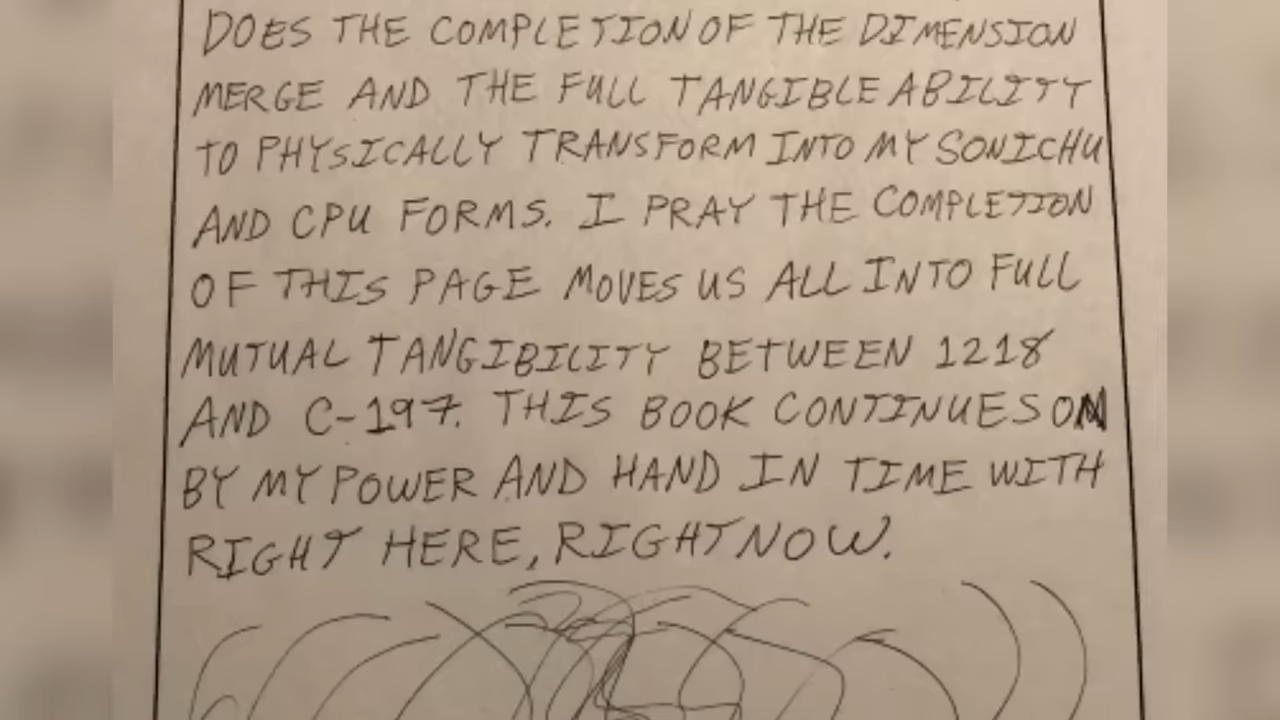 DOES THE COMPLETION OF THE DIMENSION
MERGE AND THE FULL TANGIBLE ABILITY
TO PHYSICALLY TRANSFORM INTO MY SONICHU
AND CPU FORMS. I PRAY THE COMPLETION
OF THIS PAGE MOVES US ALL INTO FULL
MUTUAL TANGIBILITY BETWEEN 1218
AND C-197. THIS BOOK CONTINUES ON
BY MY POWER AND HAND IN TIME WITH
RIGHT HERE, RIGHT NOW.